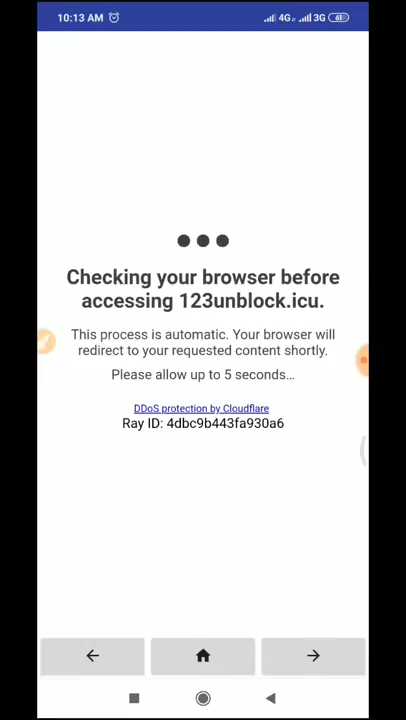 10:13 AM 4G 3G 61
Checking your browser before
accessing 123unblock.icu.
This process is automatic. Your browser will
redirect to your requested content shortly.
Please allow up to 5 seconds...
DDoS protection by Cloudflare
Ray ID: 4dbc9b443fa930a6